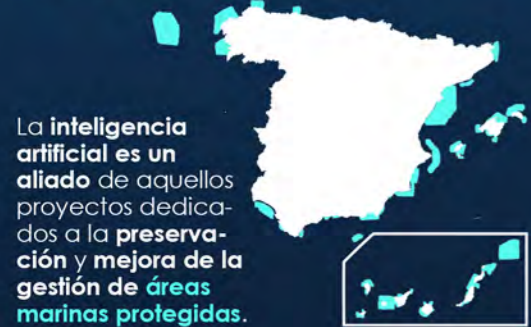 La inteligencia
artificial es un
aliado de aquellos
proyectos dedica-
dos a la preserva-
ción y mejora de la
gestión de áreas
marinas protegidas.